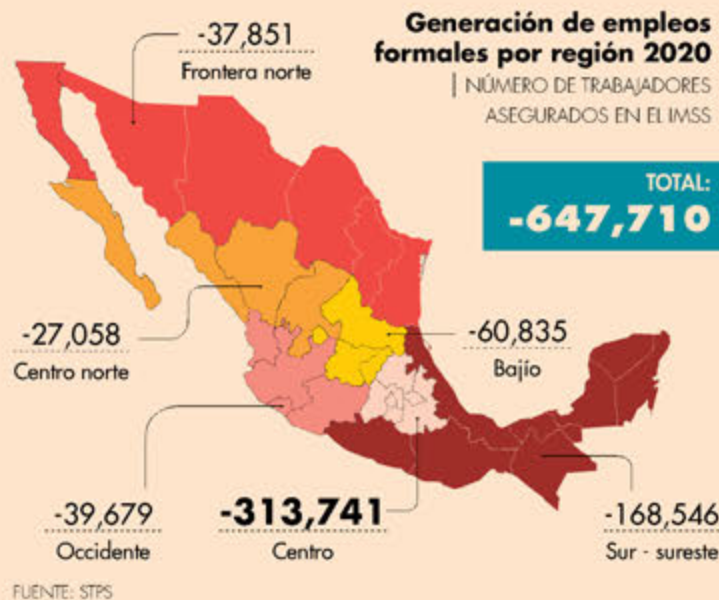 Generación de empleos
formales por región 2020
| NÚMERO DE TRABAJADORES
ASEGURADOS EN EL IMSS
TOTAL:
-647,710
-37,851
Frontera norte
-27,058
Centro norte
-60,835
Bajío
-39,679
Occidente
-313,741
Centro
-168,546
Sur - sureste
FUENTE: STPS